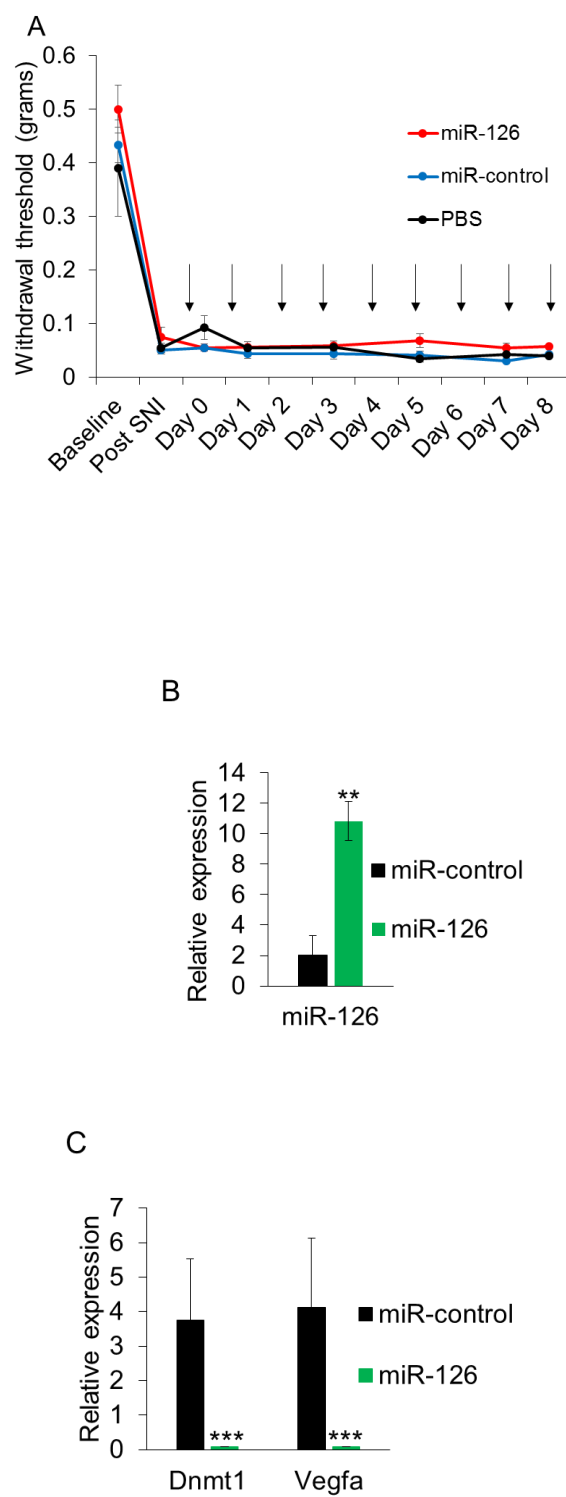 A
Withdrawal threshold (grams)
0.6
0.5
0.4
0.3
0.2
0.1
0
miR-126
miR-control
PBS
Baseline
Post SNI
Day 0
Day 1
Day 2
Day 3
Day 4
Day 5
Day 6
Day 7
Day 8
B
Relative expression
14
12
10
8
6
4
2
0
**
miR-control
miR-126
miR-126
C
Relative expression
7
6
5
4
3
2
1
0
***
***
miR-control
miR-126
Dnmt1
Vegfa